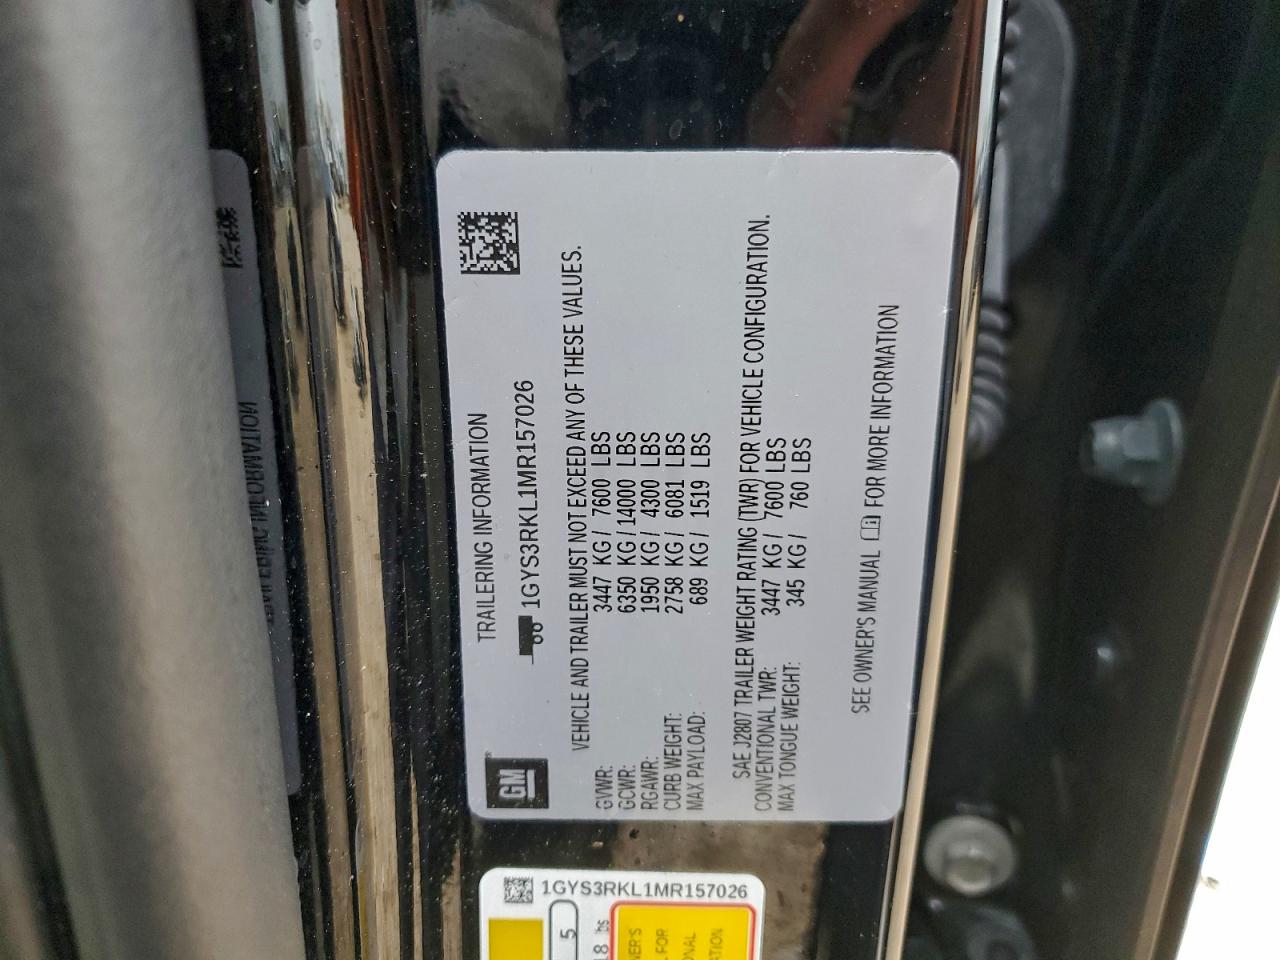 TRAILERING INFORMATION
1GYS3RKL1MR157026
GM
VEHICLE AND TRAILER MUST NOT EXCEED ANY OF THESE VALUES.
GVWR: 3447 KG / 7600 LBS
GCWR: 6350 KG / 14000 LBS
RGAWR: 1950 KG / 4300 LBS
CURB WEIGHT: 2758 KG / 6081 LBS
MAX PAYLOAD: 689 KG / 1519 LBS
SAE J2807 TRAILER WEIGHT RATING (TWR) FOR VEHICLE CONFIGURATION.
CONVENTIONAL TWR: 3447 KG / 7600 LBS
MAX TONGUE WEIGHT: 345 KG / 760 LBS
SEE OWNER'S MANUAL FOR MORE INFORMATION
1GYS3RKL1MR157026
5